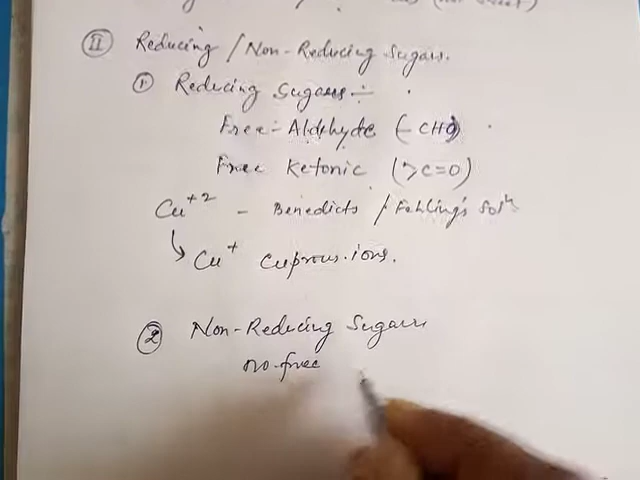 II Reducing / Non-Reducing Sugars.
1 Reducing Sugars ÷
Free - Aldehyde (-CHO)
Free Ketonic (>C=O)
Cu+2 - Benedicts / Fehling's Solⁿ
↳ Cu+ Cuprous ions.
2 Non-Reducing Sugars
no-free